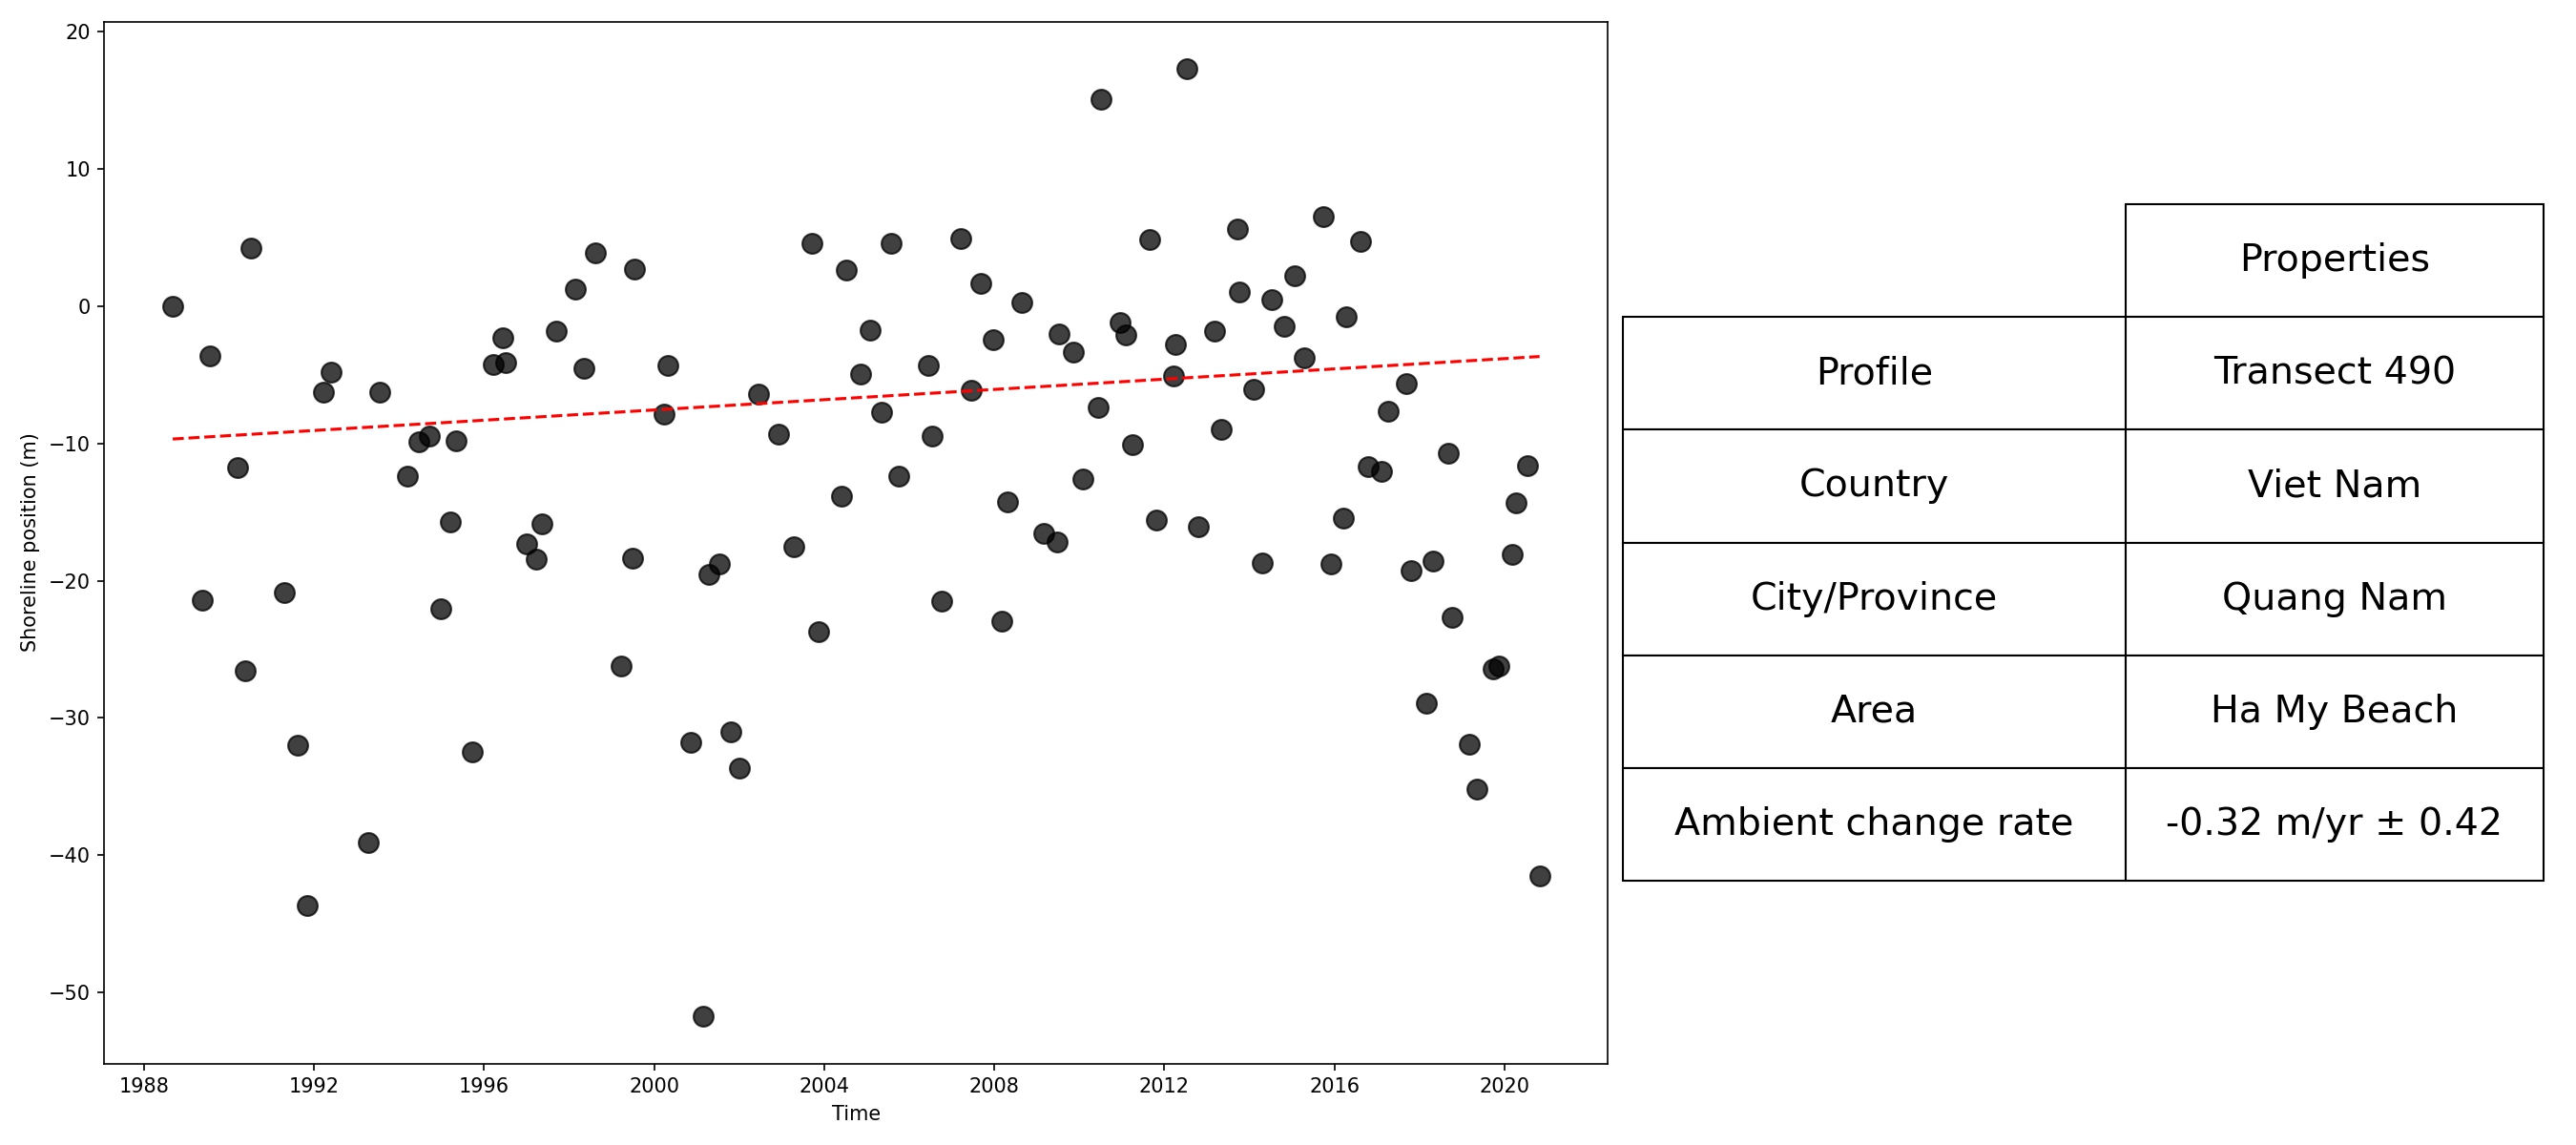 20
10
0
−10
−20
−30
−40
−50
Shoreline position (m)
1988 1992 1996 2000 2004 2008 2012 2016 2020
Time
Properties
Profile Transect 490
Country Viet Nam
City/Province Quang Nam
Area Ha My Beach
Ambient change rate -0.32 m/yr ± 0.42